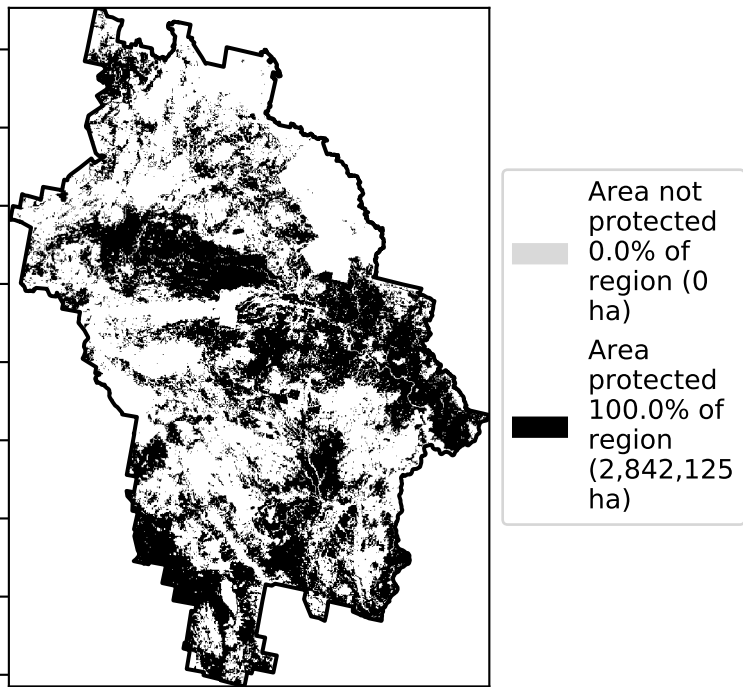 Area not
protected
0.0% of
region (0
ha)
Area
protected
100.0% of
region
(2,842,125
ha)